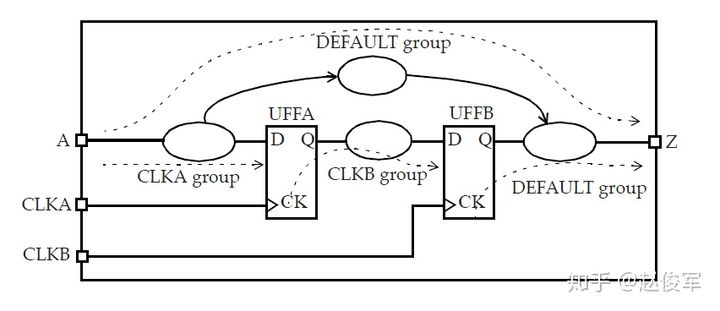 DEFAULT group
UFFA
UFFB
A
D
Q
D
Q
Z
CLKA group
CLKB group
DEFAULT group
CLKA
CK
CK
CLKB
知乎 @赵俊军